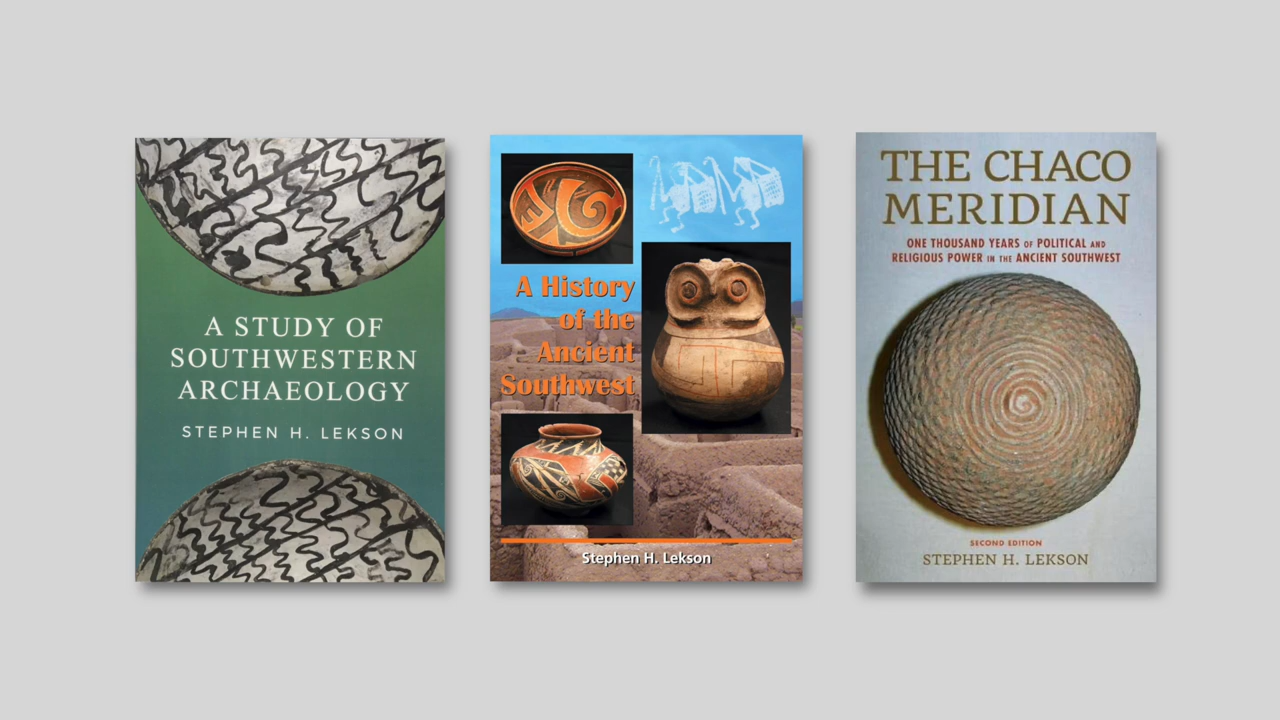 A STUDY OF
SOUTHWESTERN
ARCHAEOLOGY
STEPHEN H. LEKSON
A History
of the
Ancient
Southwest
Stephen H. Lekson
THE CHACO
MERIDIAN
ONE THOUSAND YEARS OF POLITICAL AND
RELIGIOUS POWER IN THE ANCIENT SOUTHWEST
SECOND EDITION
STEPHEN H. LEKSON